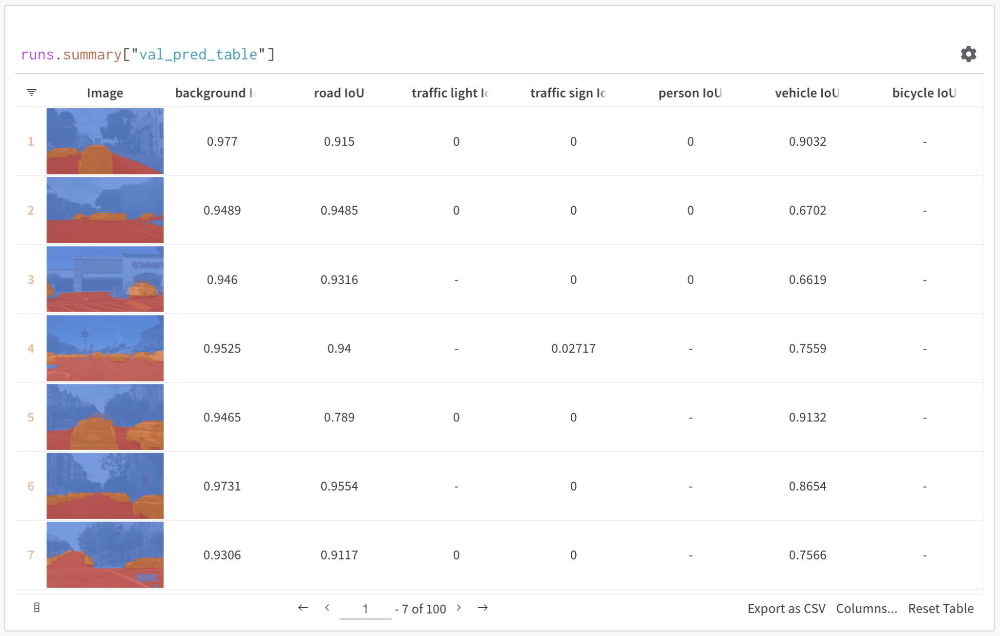 runs.summary["val_pred_table"]
Image background I road IoU traffic light I traffic sign Io person IoU vehicle IoU bicycle IoU
1 0.977 0.915 0 0 0 0.9032 -
2 0.9489 0.9485 0 0 0 0.6702 -
TARGET
3 0.946 0.9316 - 0 0 0.6619 -
4 0.9525 0.94 - 0.02717 - 0.7559 -
5 0.9465 0.789 0 0 - 0.9132 -
6 0.9731 0.9554 - 0 - 0.8654 -
7 0.9306 0.9117 0 0 - 0.7566 -
1 - 7 of 100 Export as CSV Columns... Reset Table